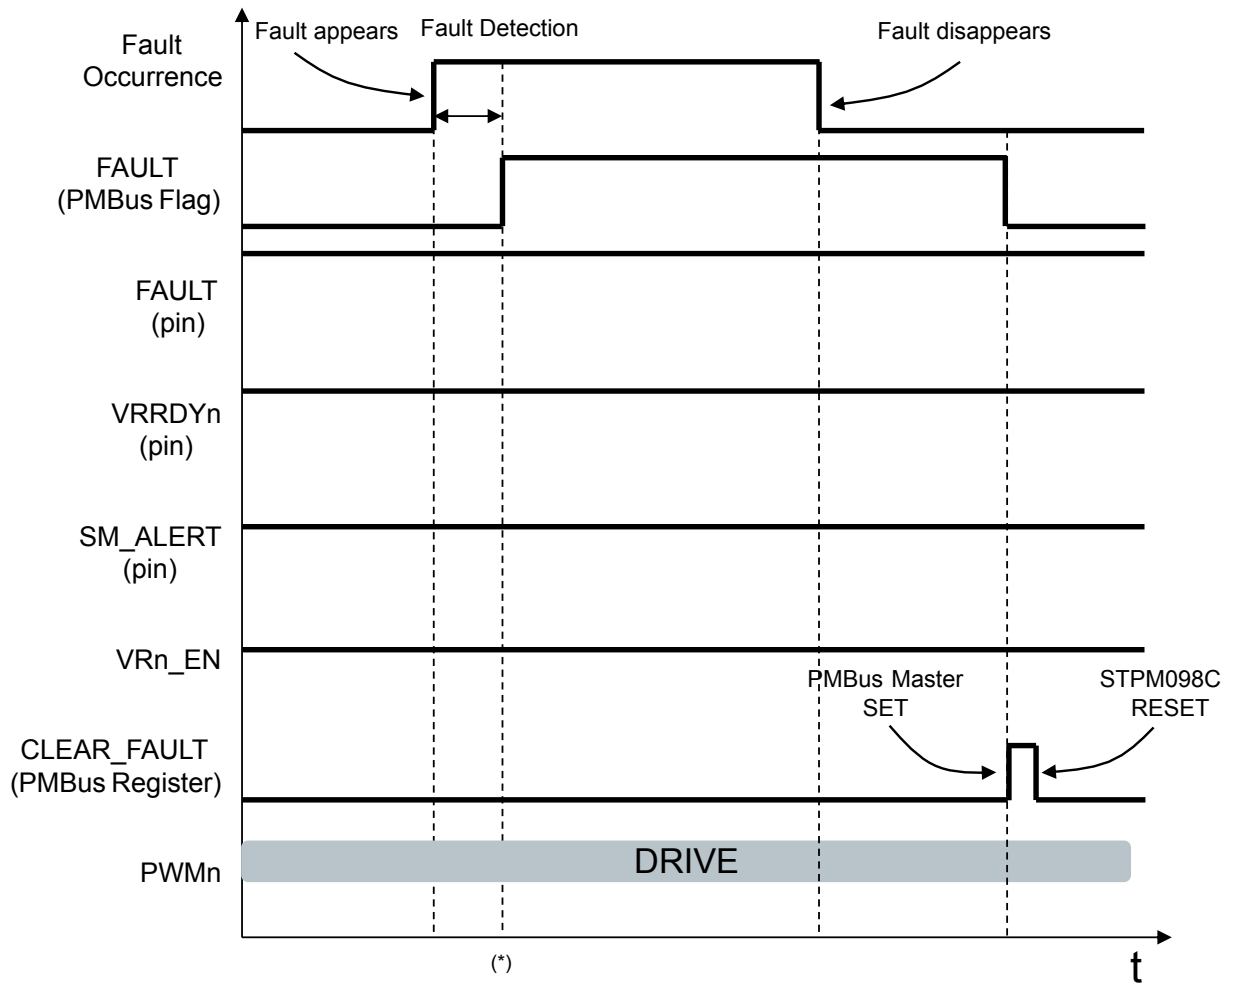 Fault appears
Fault Detection
Fault disappears
Fault
Occurrence
FAULT
(PMBus Flag)
FAULT
(pin)
VRRDYn
(pin)
SM_ALERT
(pin)
VRn_EN
PMBus Master
SET
STPM098C
RESET
CLEAR_FAULT
(PMBus Register)
PWMn
DRIVE
(*)
t